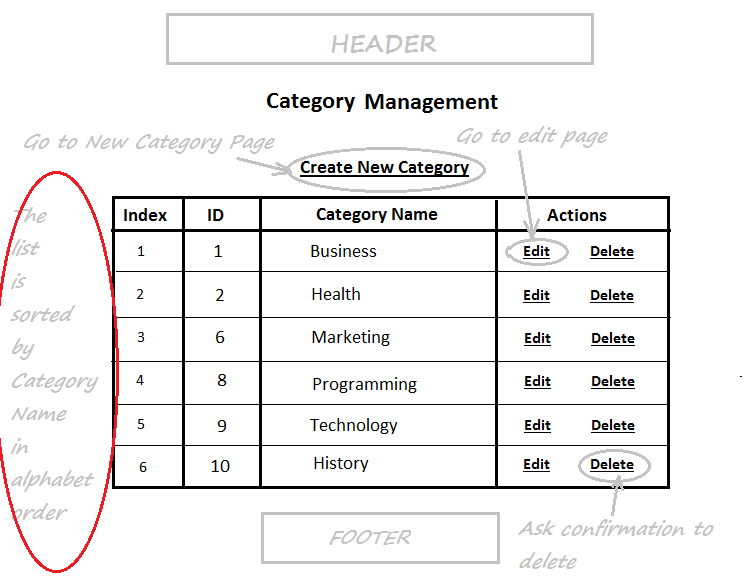 HEADER
Category Management
Go to New Category Page
Go to edit page
Create New Category
The
list
is
sorted
by
Category
Name
in
alphabet
order
Index ID Category Name Actions
1 1 Business Edit Delete
2 2 Health Edit Delete
3 6 Marketing Edit Delete
4 8 Programming Edit Delete
5 9 Technology Edit Delete
6 10 History Edit Delete
FOOTER
Ask confirmation to
delete